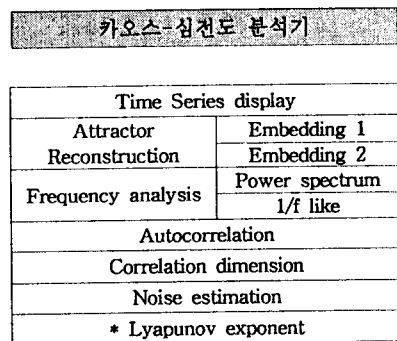 카오스-심전도 분석기
Time Series display
Attractor
Reconstruction
Embedding 1
Embedding 2
Frequency analysis
Power spectrum
1/f like
Autocorrelation
Correlation dimension
Noise estimation
* Lyapunov exponent